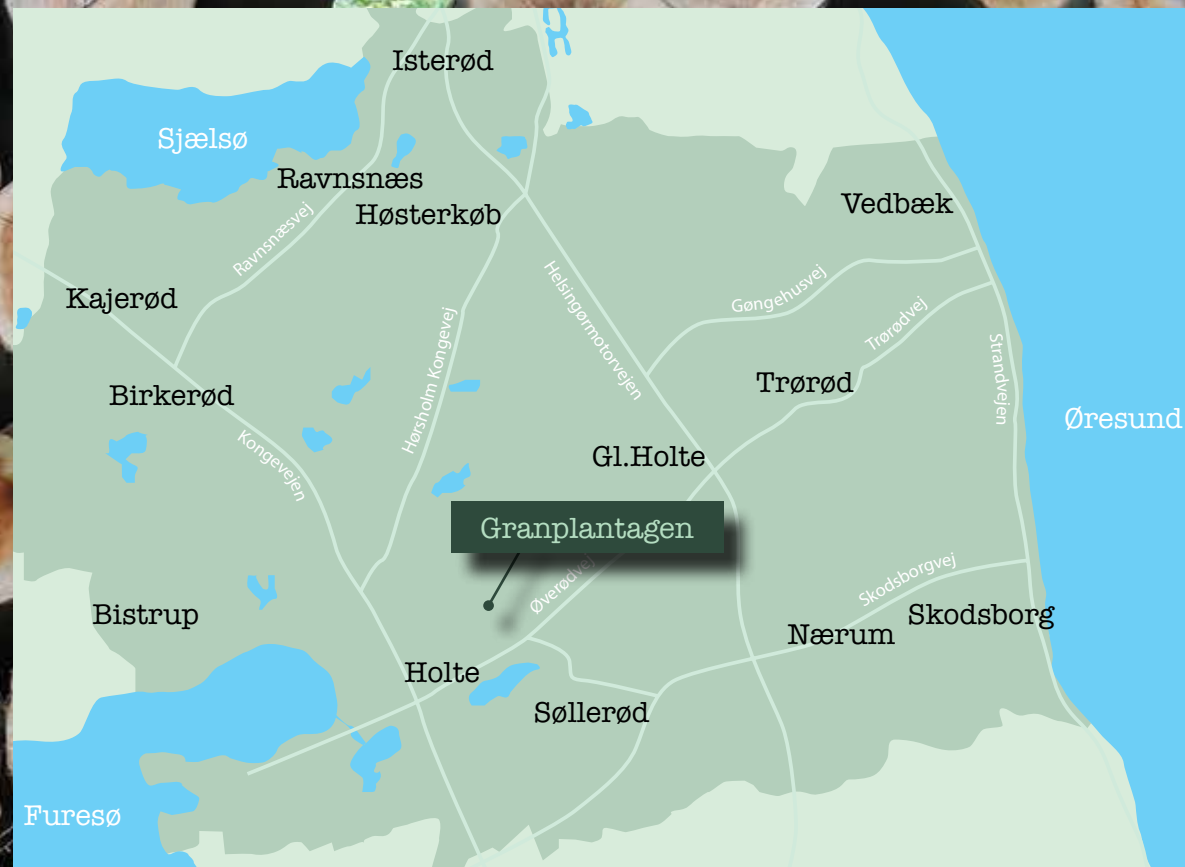 Isterød
Sjælsø
Ravnsnæs
Høsterkøb
Vedbæk
Ravnsnæsvej
Kajerød
Helsingørmotorvejen
Gøngehusvej
Trørødvej
Hørsholm Kongevej
Strandvejen
Birkerød
Trørød
Øresund
Kongevejen
Gl.Holte
Granplantagen
Øverødvej
Skodsborgvej
Bistrup
Skodsborg
Nærum
Holte
Søllerød
Furesø